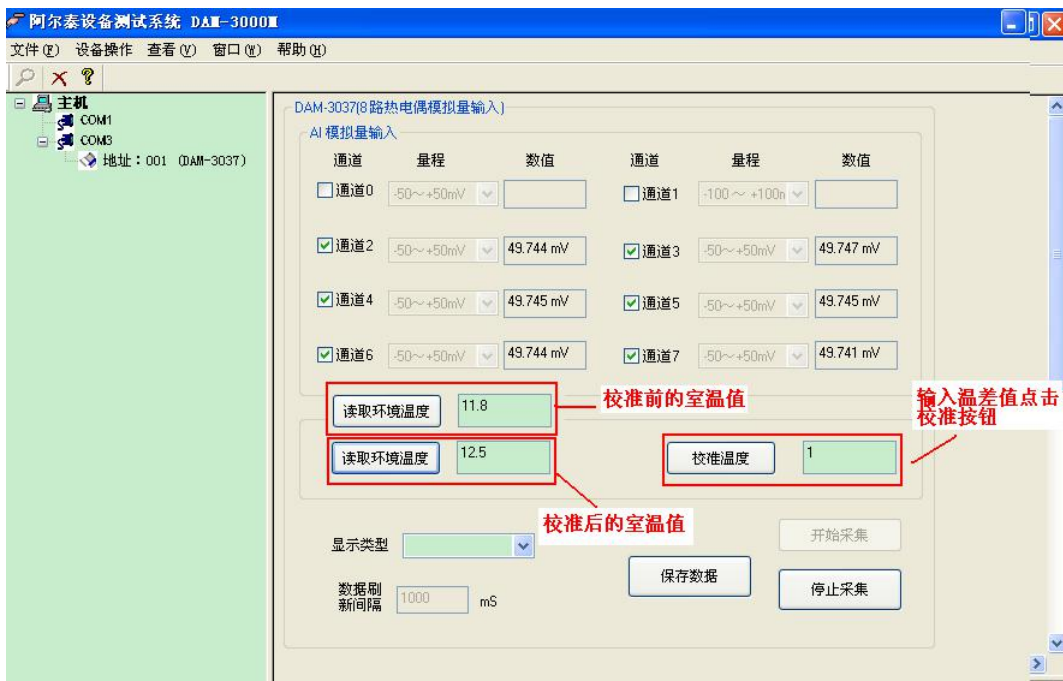 阿尔泰设备测试系统 DAM-3000M
文件(F) 设备操作 查看(V) 窗口(W) 帮助(H)
主机
COM1
COM3
地址：001 (DAM-3037)
DAM-3037(8路热电偶模拟量输入)
AI 模拟量输入
通道 量程 数值 通道 量程 数值
通道0 -50～+50mV 通道1 -100～ +100m
通道2 -50～+50mV 49.744 mV 通道3 -50～+50mV 49.747 mV
通道4 -50～+50mV 49.745 mV 通道5 -50～+50mV 49.745 mV
通道6 -50～+50mV 49.744 mV 通道7 -50～+50mV 49.741 mV
读取环境温度 11.8 校准前的室温值
输入温差值点击
校准按钮
读取环境温度 12.5 校准温度 1
校准后的室温值
显示类型
开始采集
保存数据
数据刷
新间隔 1000 mS
停止采集